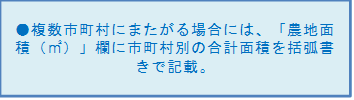 ●複数市町村にまたがる場合には、「農地面
積（㎡）」欄に市町村別の合計面積を括弧書
きで記載。